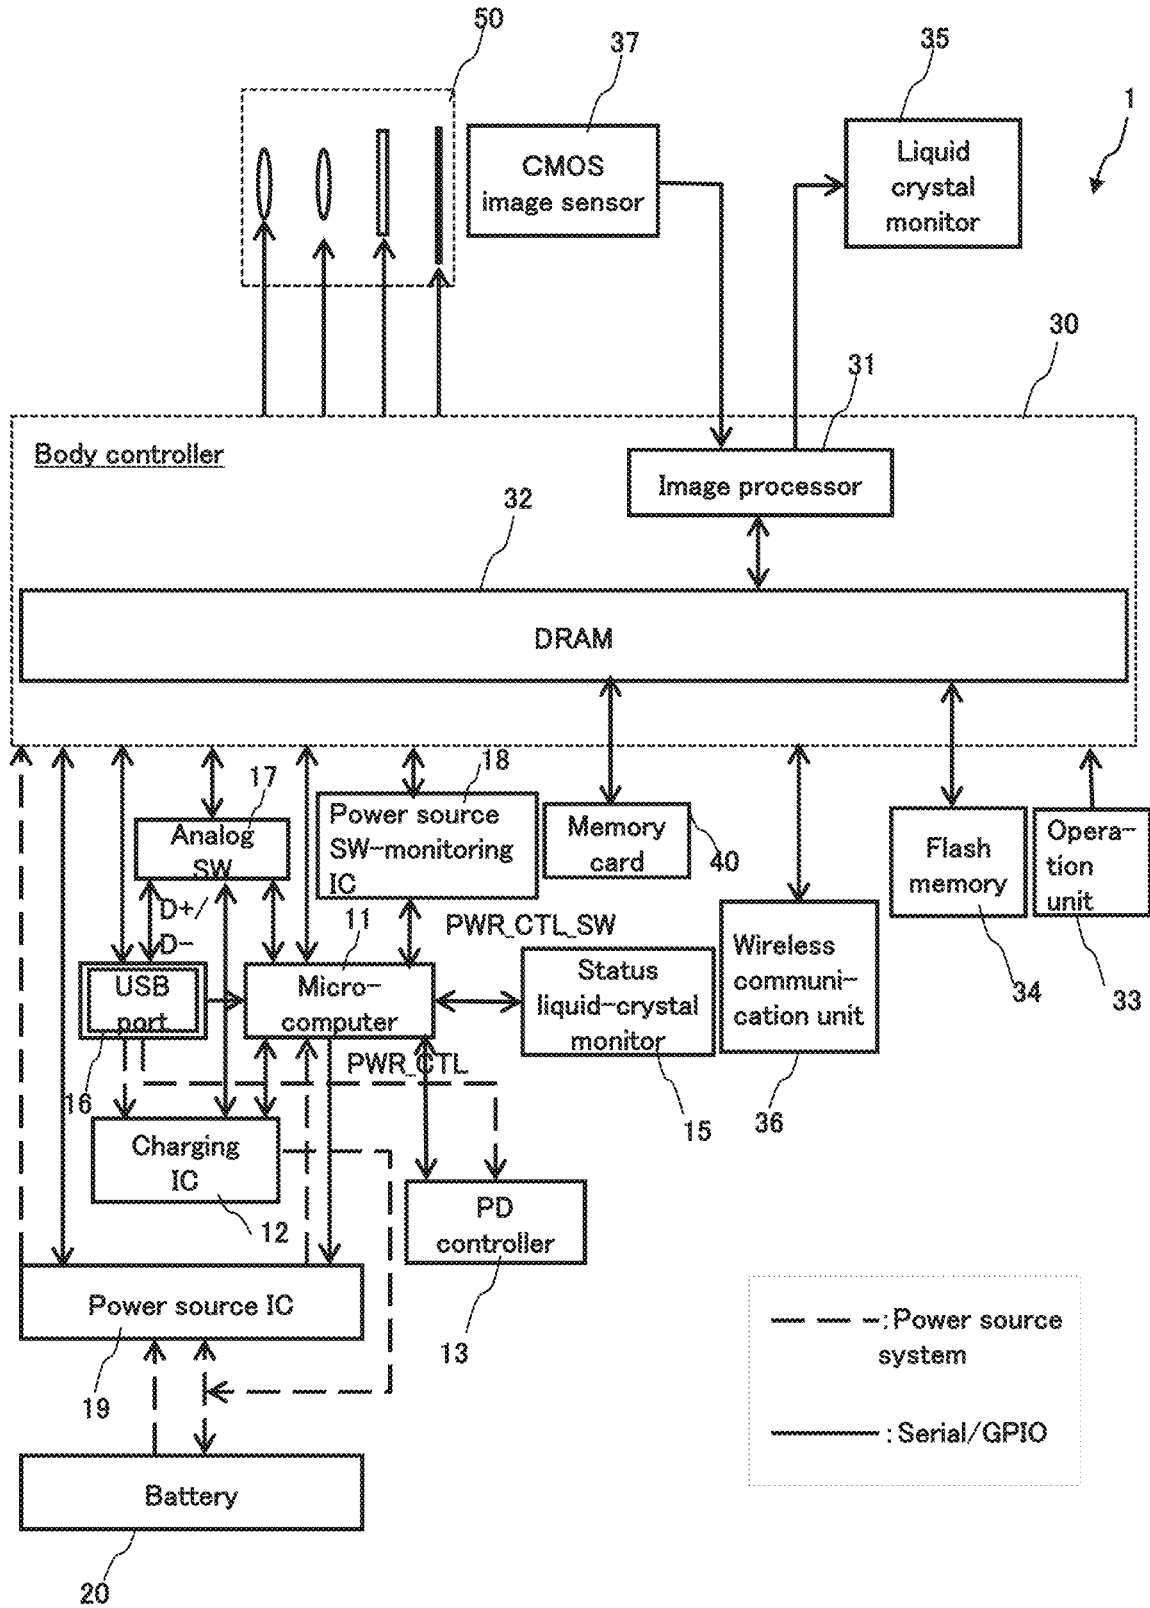 50
37
35
1
CMOS
image sensor
Liquid
crystal
monitor
30
31
Body controller
Image processor
32
DRAM
17
18
Analog
SW
Power source
SW-monitoring
IC
Memory
card
40
Flash
memory
Opera-
tion
unit
D+/
D-
11
PWR_CTL_SW
USB
port
Micro-
computer
Status
liquid-crystal
monitor
Wireless
communi-
cation unit
34
33
PWR_CTL
16
15
36
Charging
IC
12
PD
controller
Power source IC
13
19
Battery
20
: Power source
system
: Serial/GPIO